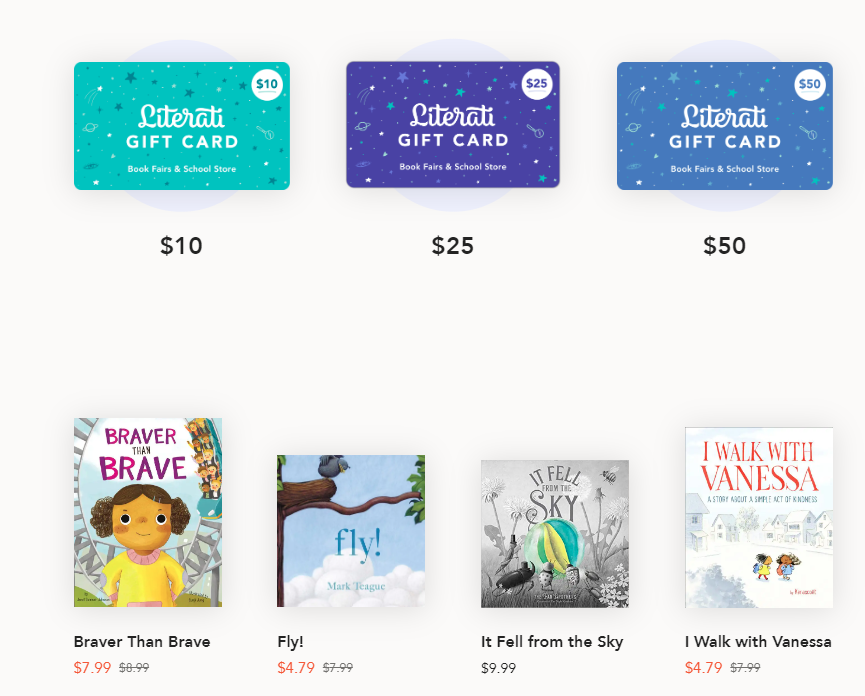 $10
Literati
GIFT CARD
Book Fairs & School Store
$25
Literati
GIFT CARD
Book Fairs & School Store
$50
Literati
GIFT CARD
Book Fairs & School Store
$10
$25
$50
BRAVER
THAN
BRAVE
fly!
Mark Teague
IT FELL
FROM THE
SKY
I WALK WITH
VANESSA
A STORY ABOUT A SIMPLE ACT OF KINDNESS
by Kerascoët
Braver Than Brave
$7.99 $8.99
Fly!
$4.79 $7.99
It Fell from the Sky
$9.99
I Walk with Vanessa
$4.79 $7.99